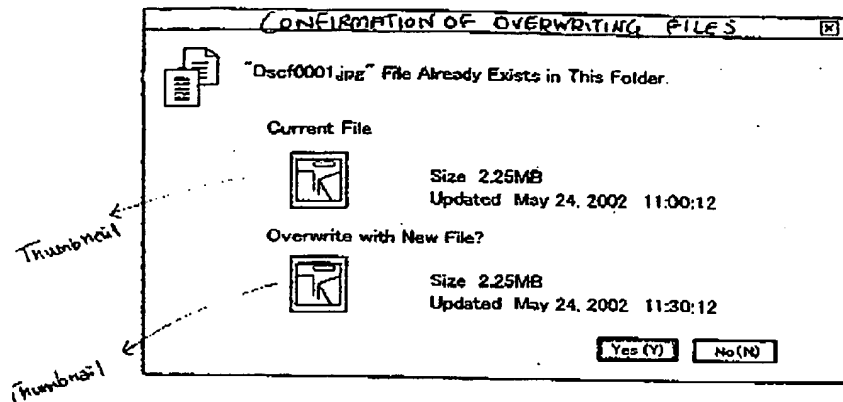 CONFIRMATION OF OVERWRITING FILES
"Dscf0001.jpg" File Already Exists in This Folder.
Current File
Size 2.25MB
Updated May 24, 2002 11:00:12
Thumbnail
Overwrite with New File?
Size 2.25MB
Updated May 24, 2002 11:30:12
Thumbnail
Yes (Y) No (N)